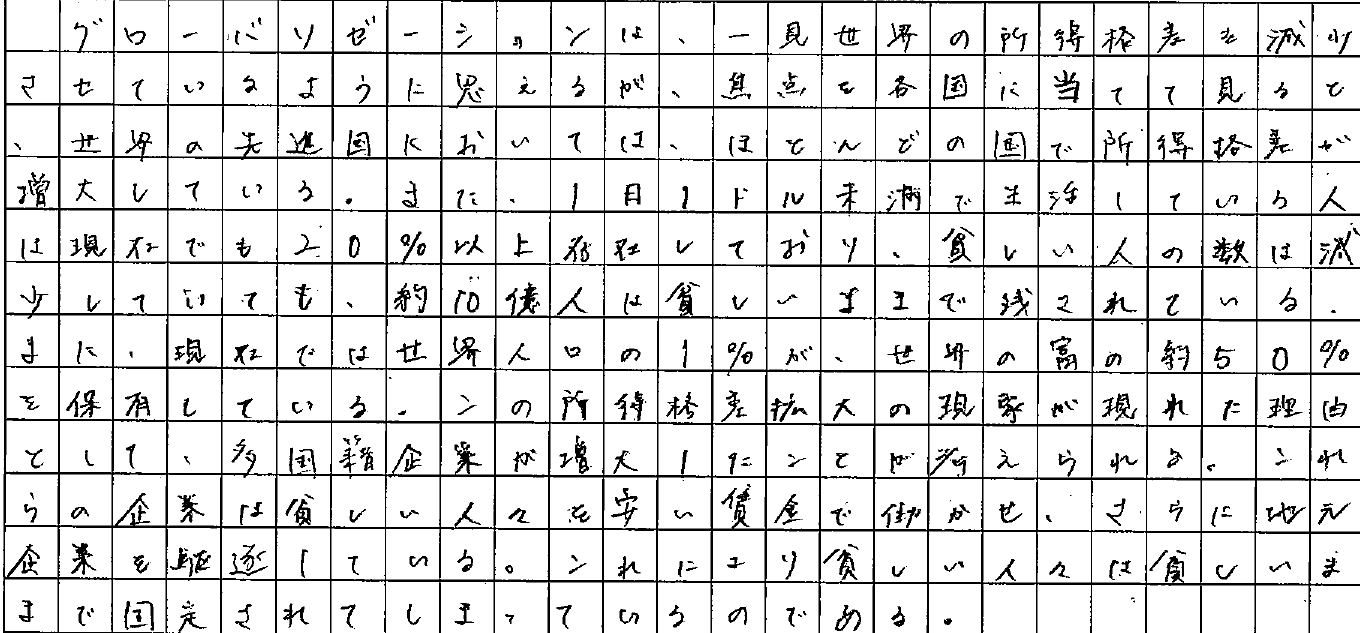 グローバリゼーションは、一見世界の所得格差を減少
させているように思えるが、焦点を各国に当てて見ると
、世界の先進国においては、ほとんどの国で所得格差が
増大している。また、1日1ドル未満で生活している人
は現在でも20%以上存在しており、貧しい人の数は減
少していても、約10億人は貧しいままで残されている。
また、現在では世界人口の1%が、世界の富の約50%
を保有している。この所得格差拡大の現象が現れた理由
として、多国籍企業が増大したことが考えられる。これ
らの企業は貧しい人々を安い賃金で働かせ、さらに地元
企業を駆逐している。これにより貧しい人々は貧しいま
まで固定されてしまっているのである。